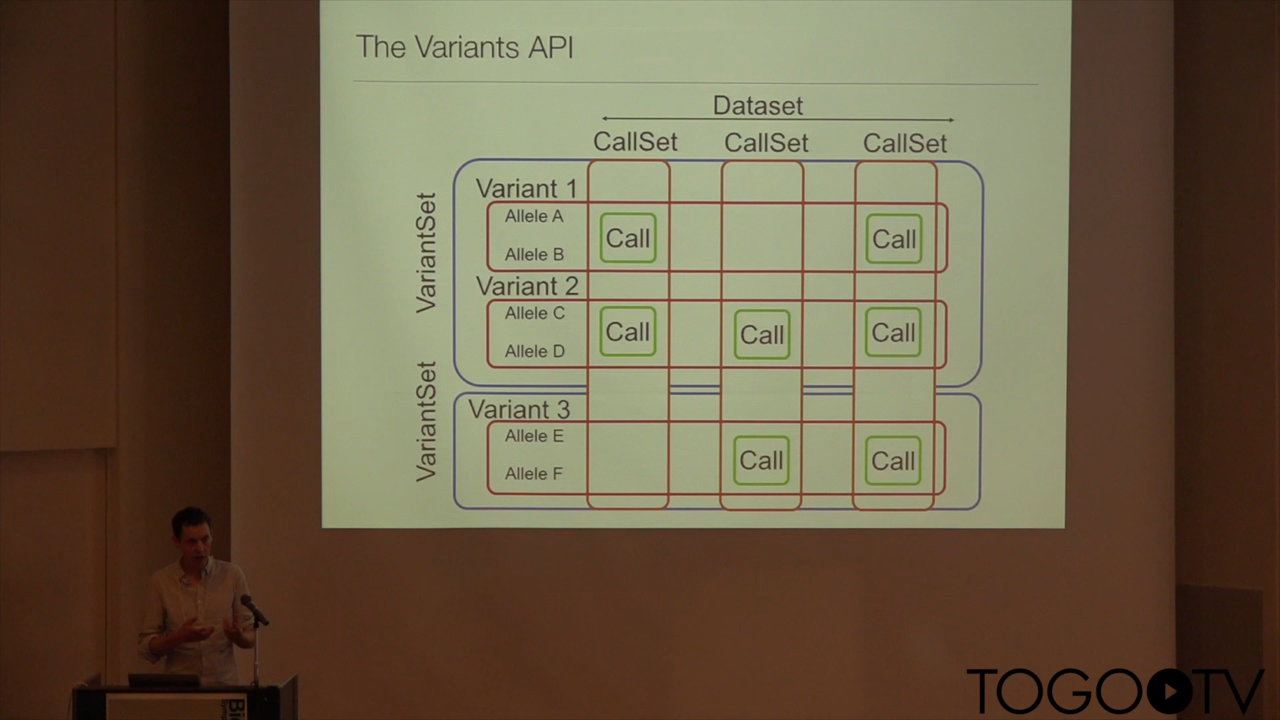 The Variants API
Dataset
CallSet CallSet CallSet
VariantSet
Variant 1
Allele A
Call Call
Allele B
Variant 2
Allele C
Call Call Call
Allele D
VariantSet
Variant 3
Allele E
Call Call
Allele F
TOGOTV